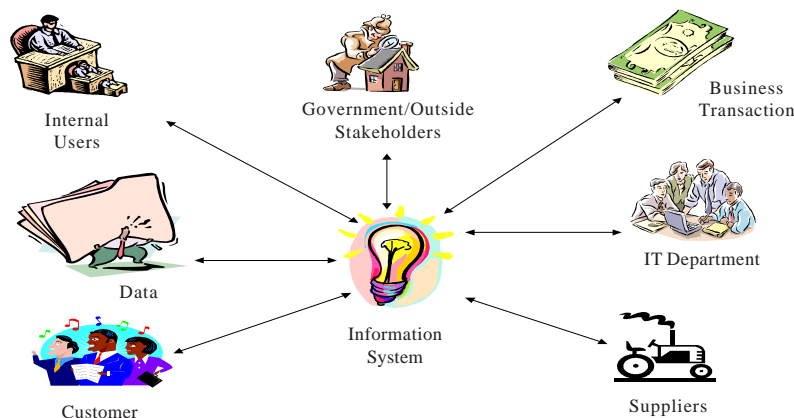 Internal
Users
Government/Outside
Stakeholders
Business
Transaction
Data
IT Department
Information
System
Customer
Suppliers